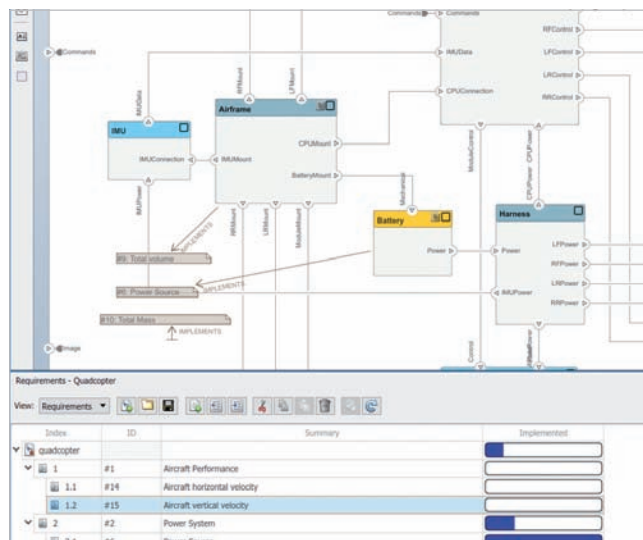 Commands
Commands
Commands
RFControl
IMUData
LFControl
LRControl
CPUConnection
RRControl
RFMount
LFMount
IMUData
Airframe
IMU
CPUMount
IMUConnection
IMUMount
BatteryMount
ModuleControl
CPUPower
CPUPower
Mechanical
IMUPower
RRMount
LRMount
ModuleMount
Battery
Harness
IMPLEMENTS
#9: Total volume
Power
Power
LFPower
RFPower
#6: Power Source
IMPLEMENTS
IMUPower
LRPower
RRPower
#10: Total Mass
IMPLEMENTS
Image
Control
Requirements - Quadcopter
View: Requirements
Index ID Summary Implemented
quadcopter
1 #1 Aircraft Performance
1.1 #14 Aircraft horizontal velocity
1.2 #15 Aircraft vertical velocity
2 #2 Power System